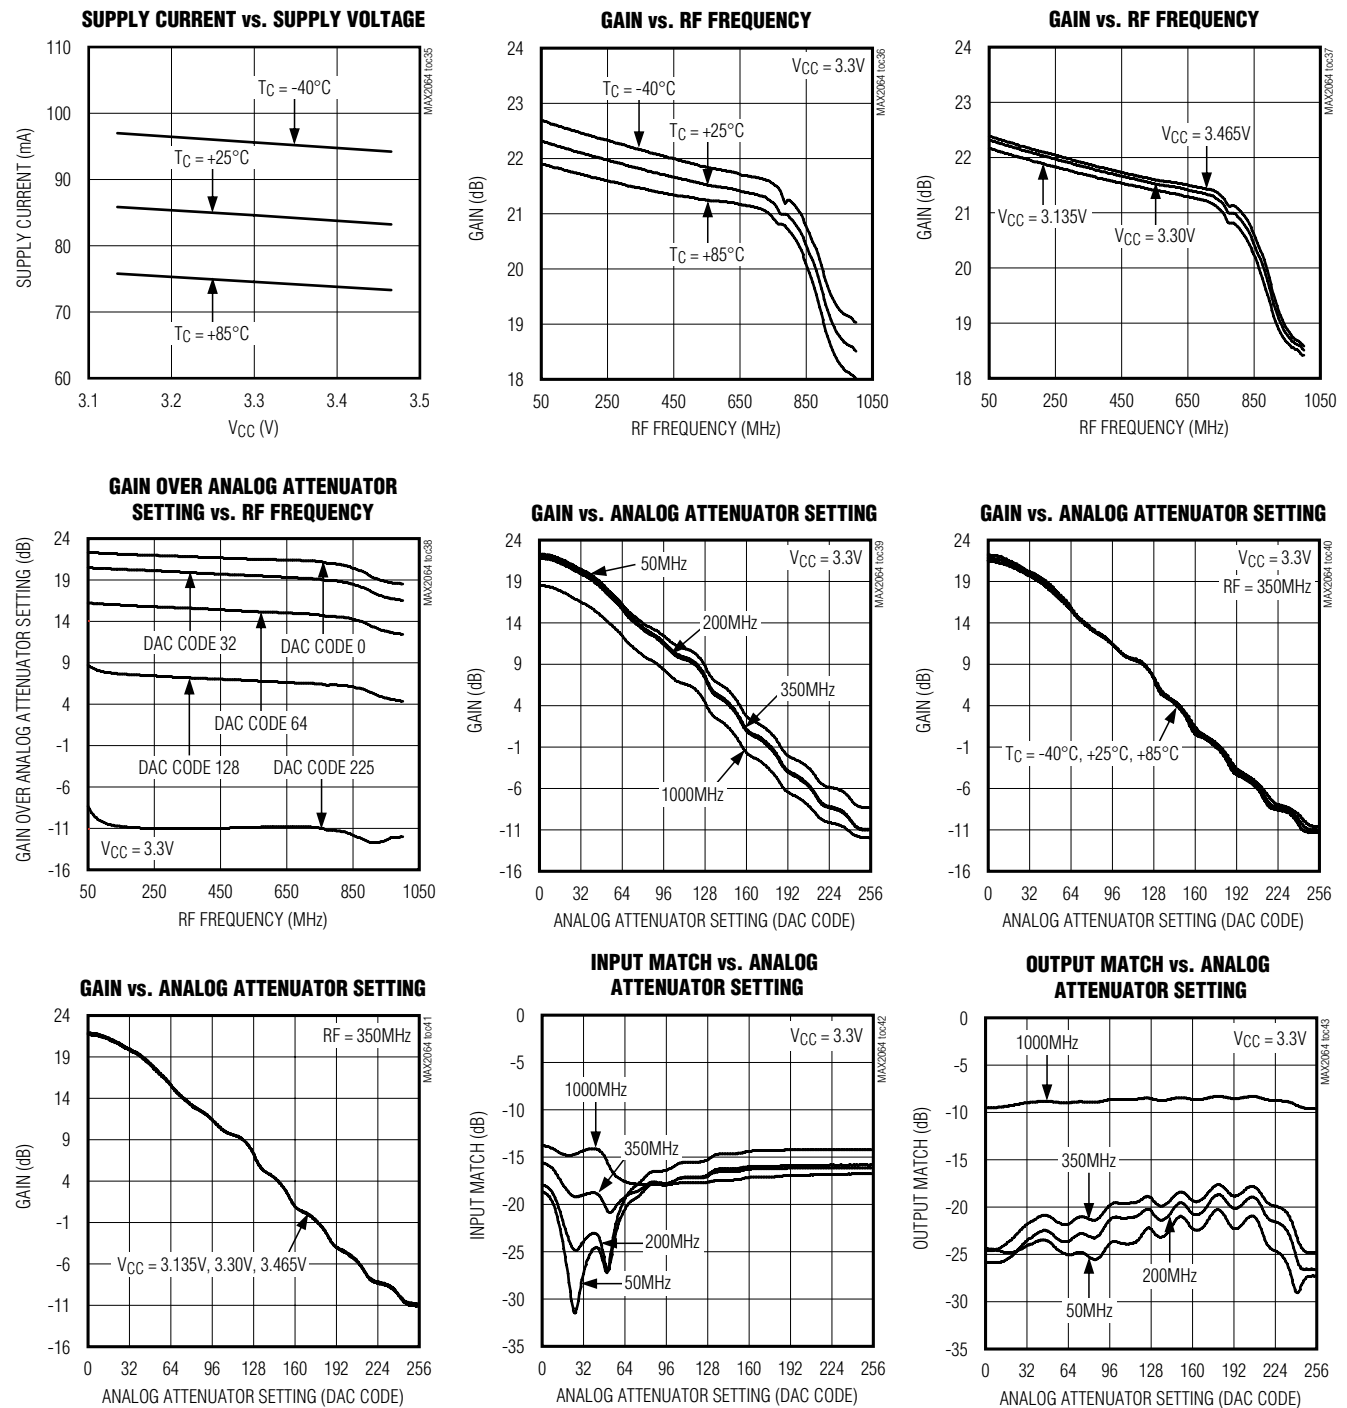 SUPPLY CURRENT vs. SUPPLY VOLTAGE
MAX2064 toc35
SUPPLY CURRENT (mA)
110
100
90
80
70
60
TC = -40°C
TC = +25°C
TC = +85°C
3.1 3.2 3.3 3.4 3.5
VCC (V)
GAIN vs. RF FREQUENCY
MAX2064 toc36
GAIN (dB)
24
23
22
21
20
19
18
VCC = 3.3V
TC = -40°C
TC = +25°C
TC = +85°C
50 250 450 650 850 1050
RF FREQUENCY (MHz)
GAIN vs. RF FREQUENCY
MAX2064 toc37
GAIN (dB)
24
23
22
21
20
19
18
VCC = 3.465V
VCC = 3.135V
VCC = 3.30V
50 250 450 650 850 1050
RF FREQUENCY (MHz)
GAIN OVER ANALOG ATTENUATOR
SETTING vs. RF FREQUENCY
MAX2064 toc38
GAIN OVER ANALOG ATTENUATOR SETTING (dB)
24
19
14
9
4
-1
-6
-11
-16
DAC CODE 32
DAC CODE 0
DAC CODE 64
DAC CODE 128
DAC CODE 225
VCC = 3.3V
50 250 450 650 850 1050
RF FREQUENCY (MHz)
GAIN vs. ANALOG ATTENUATOR SETTING
MAX2064 toc39
GAIN (dB)
24
19
14
9
4
-1
-6
-11
-16
VCC = 3.3V
50MHz
200MHz
350MHz
1000MHz
0 32 64 96 128 160 192 224 256
ANALOG ATTENUATOR SETTING (DAC CODE)
GAIN vs. ANALOG ATTENUATOR SETTING
MAX2064 toc40
GAIN (dB)
24
19
14
9
4
-1
-6
-11
-16
VCC = 3.3V
RF = 350MHz
TC = -40°C, +25°C, +85°C
0 32 64 96 128 160 192 224 256
ANALOG ATTENUATOR SETTING (DAC CODE)
GAIN vs. ANALOG ATTENUATOR SETTING
MAX2064 toc41
GAIN (dB)
24
19
14
9
4
-1
-6
-11
-16
RF = 350MHz
VCC = 3.135V, 3.30V, 3.465V
0 32 64 96 128 160 192 224 256
ANALOG ATTENUATOR SETTING (DAC CODE)
INPUT MATCH vs. ANALOG
ATTENUATOR SETTING
MAX2064 toc42
INPUT MATCH (dB)
0
-5
-10
-15
-20
-25
-30
-35
VCC = 3.3V
1000MHz
350MHz
200MHz
50MHz
0 32 64 96 128 160 192 224 256
ANALOG ATTENUATOR SETTING (DAC CODE)
OUTPUT MATCH vs. ANALOG
ATTENUATOR SETTING
MAX2064 toc43
OUTPUT MATCH (dB)
0
-5
-10
-15
-20
-25
-30
-35
1000MHz
VCC = 3.3V
350MHz
200MHz
50MHz
0 32 64 96 128 160 192 224 256
ANALOG ATTENUATOR SETTING (DAC CODE)